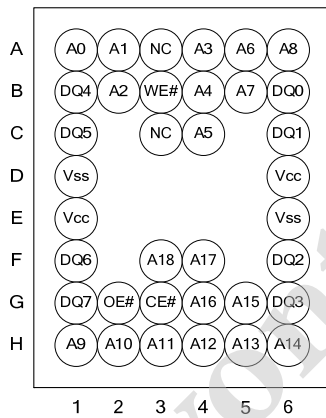 A A0 A1 NC A3 A6 A8
B DQ4 A2 WE# A4 A7 DQ0
C DQ5 NC A5 DQ1
D Vss Vcc
E Vcc Vss
F DQ6 A18 A17 DQ2
G DQ7 OE# CE# A16 A15 DQ3
H A9 A10 A11 A12 A13 A14
1 2 3 4 5 6